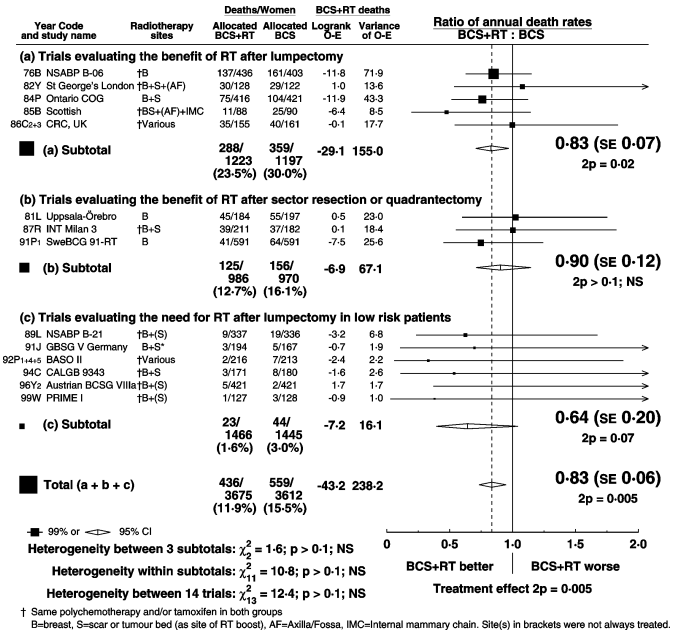 Deaths/Women BCS+RT deaths
Year Code and study name Radiotherapy sites Allocated BCS+RT Allocated BCS Logrank O-E Variance of O-E Ratio of annual death rates
BCS+RT : BCS
(a) Trials evaluating the benefit of RT after lumpectomy
76B NSABP B-06 †B 137/436 161/403 -11·8 71·9
82Y St George's London †B+S+(AF) 30/128 29/122 1·0 13·6
84P Ontario COG B+S 75/416 104/421 -11·9 43·3
85B Scottish †BS+(AF)+IMC 11/88 25/90 -6·4 8·5
86C2+3 CRC, UK †Various 35/155 40/161 -0·1 17·7
(a) Subtotal 288/1223 (23·5%) 359/1197 (30·0%) -29·1 155·0 0·83 (SE 0·07)
2p = 0·02
(b) Trials evaluating the benefit of RT after sector resection or quadrantectomy
81L Uppsala-Örebro B 45/184 55/197 0·5 23·0
87R INT Milan 3 †B+S 39/211 37/182 0·1 18·4
91P1 SweBCG 91-RT B 41/591 64/591 -7·5 25·6
(b) Subtotal 125/986 (12·7%) 156/970 (16·1%) -6·9 67·1 0·90 (SE 0·12)
2p > 0·1; NS
(c) Trials evaluating the need for RT after lumpectomy in low risk patients
89L NSABP B-21 †B+(S) 9/337 19/336 -3·2 6·8
91J GBSG V Germany B+S* 3/194 5/167 -0·7 1·9
92P1+4+5 BASO II †Various 2/216 7/213 -2·4 2·2
94C CALGB 9343 †B+S 3/171 8/180 -1·6 2·6
96Y2 Austrian BCSG VIIIa †B+(S) 5/421 2/421 1·7 1·7
99W PRIME I †B+(S) 1/127 3/128 -0·9 1·0
(c) Subtotal 23/1466 (1·6%) 44/1445 (3·0%) -7·2 16·1 0·64 (SE 0·20)
2p = 0·07
Total (a + b + c) 436/3675 (11·9%) 559/3612 (15·5%) -43·2 238·2 0·83 (SE 0·06)
2p = 0·005
99% or 95% CI
0 0·5 1·0 1·5 2·0
BCS+RT better BCS+RT worse
Treatment effect 2p = 0·005
Heterogeneity between 3 subtotals: χ²₂ = 1·6; p > 0·1; NS
Heterogeneity within subtotals: χ²₁₁ = 10·8; p > 0·1; NS
Heterogeneity between 14 trials: χ²₁₃ = 12·4; p > 0·1; NS
† Same polychemotherapy and/or tamoxifen in both groups
B=breast, S=scar or tumour bed (as site of RT boost), AF=Axilla/Fossa, IMC=Internal mammary chain. Site(s) in brackets were not always treated.